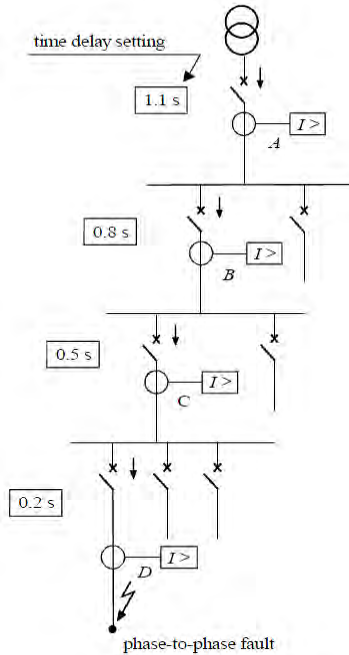 time delay setting
1.1 s
I >
A
0.8 s
I >
B
0.5 s
I >
C
0.2 s
I >
D
phase-to-phase fault